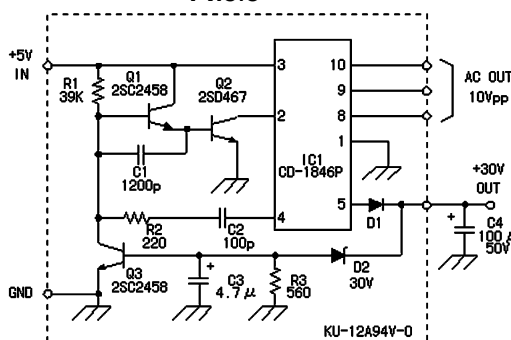 +5V
IN
R1
39K
Q1
2SC2458
Q2
2SD467
3
10
9
2
8
1
IC1
CD-1846P
4
5
AC OUT
10Vpp
C1
1200p
R2
220
C2
100p
D1
+30V
OUT
+
C4
100μ
50V
Q3
2SC2458
+
C3
4.7μ
R3
560
D2
30V
GND
KU-12A94V-0